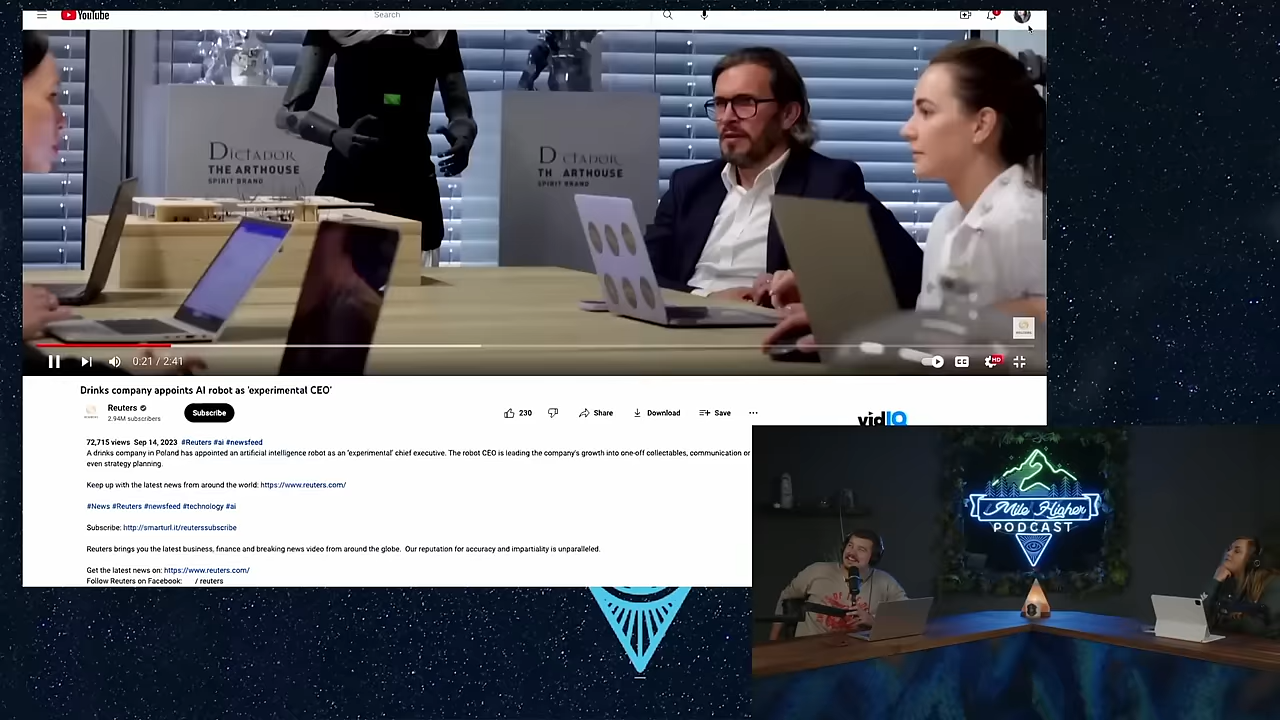 YouTube
Search
DICTADOR
THE ARTHOUSE
SPIRIT BRAND
D CTADOR
TH ARTHOUSE
SPIRIT BRAND
0:21 / 2:41
CC
HD
Drinks company appoints AI robot as 'experimental CEO'
Reuters
2.94M subscribers
Subscribe
230
Share
Download
Save
vidIQ
72,715 views Sep 14, 2023 #Reuters #ai #newsfeed
A drinks company in Poland has appointed an artificial intelligence robot as an 'experimental' chief executive. The robot CEO is leading the company's growth into one-off collectables, communication or
even strategy planning.
Keep up with the latest news from around the world: https://www.reuters.com/
#News #Reuters #newsfeed #technology #ai
Subscribe: http://smarturl.it/reuterssubscribe
Reuters brings you the latest business, finance and breaking news video from around the globe. Our reputation for accuracy and impartiality is unparalleled.
Get the latest news on: https://www.reuters.com/
Follow Reuters on Facebook: / reuters
Mile Higher
PODCAST